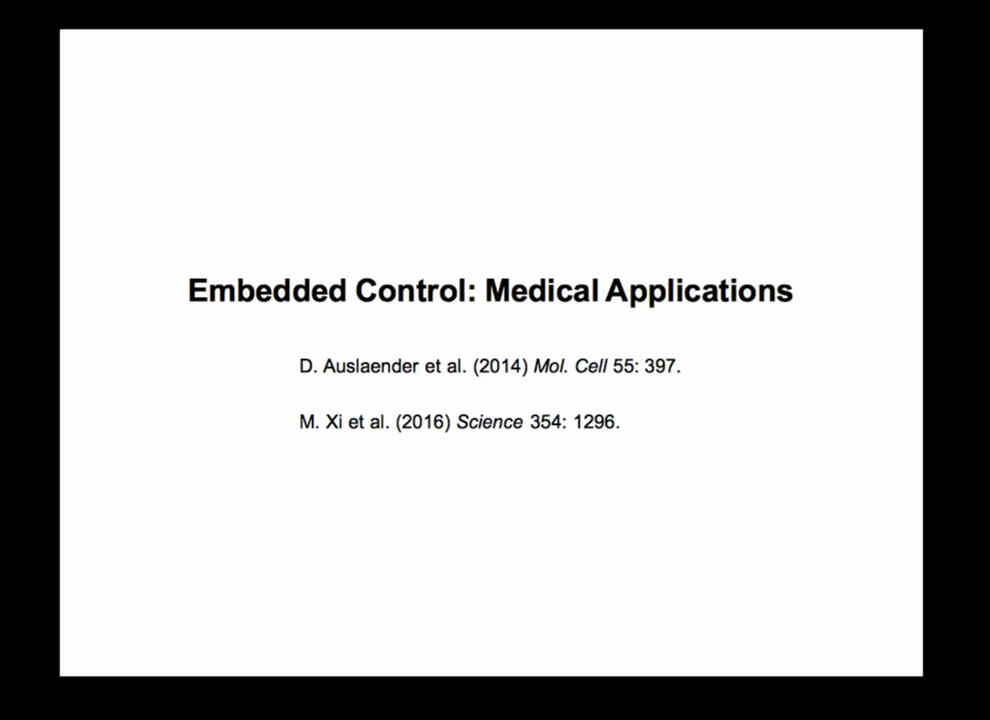 Embedded Control: Medical Applications
D. Auslaender et al. (2014) Mol. Cell 55: 397.
M. Xi et al. (2016) Science 354: 1296.